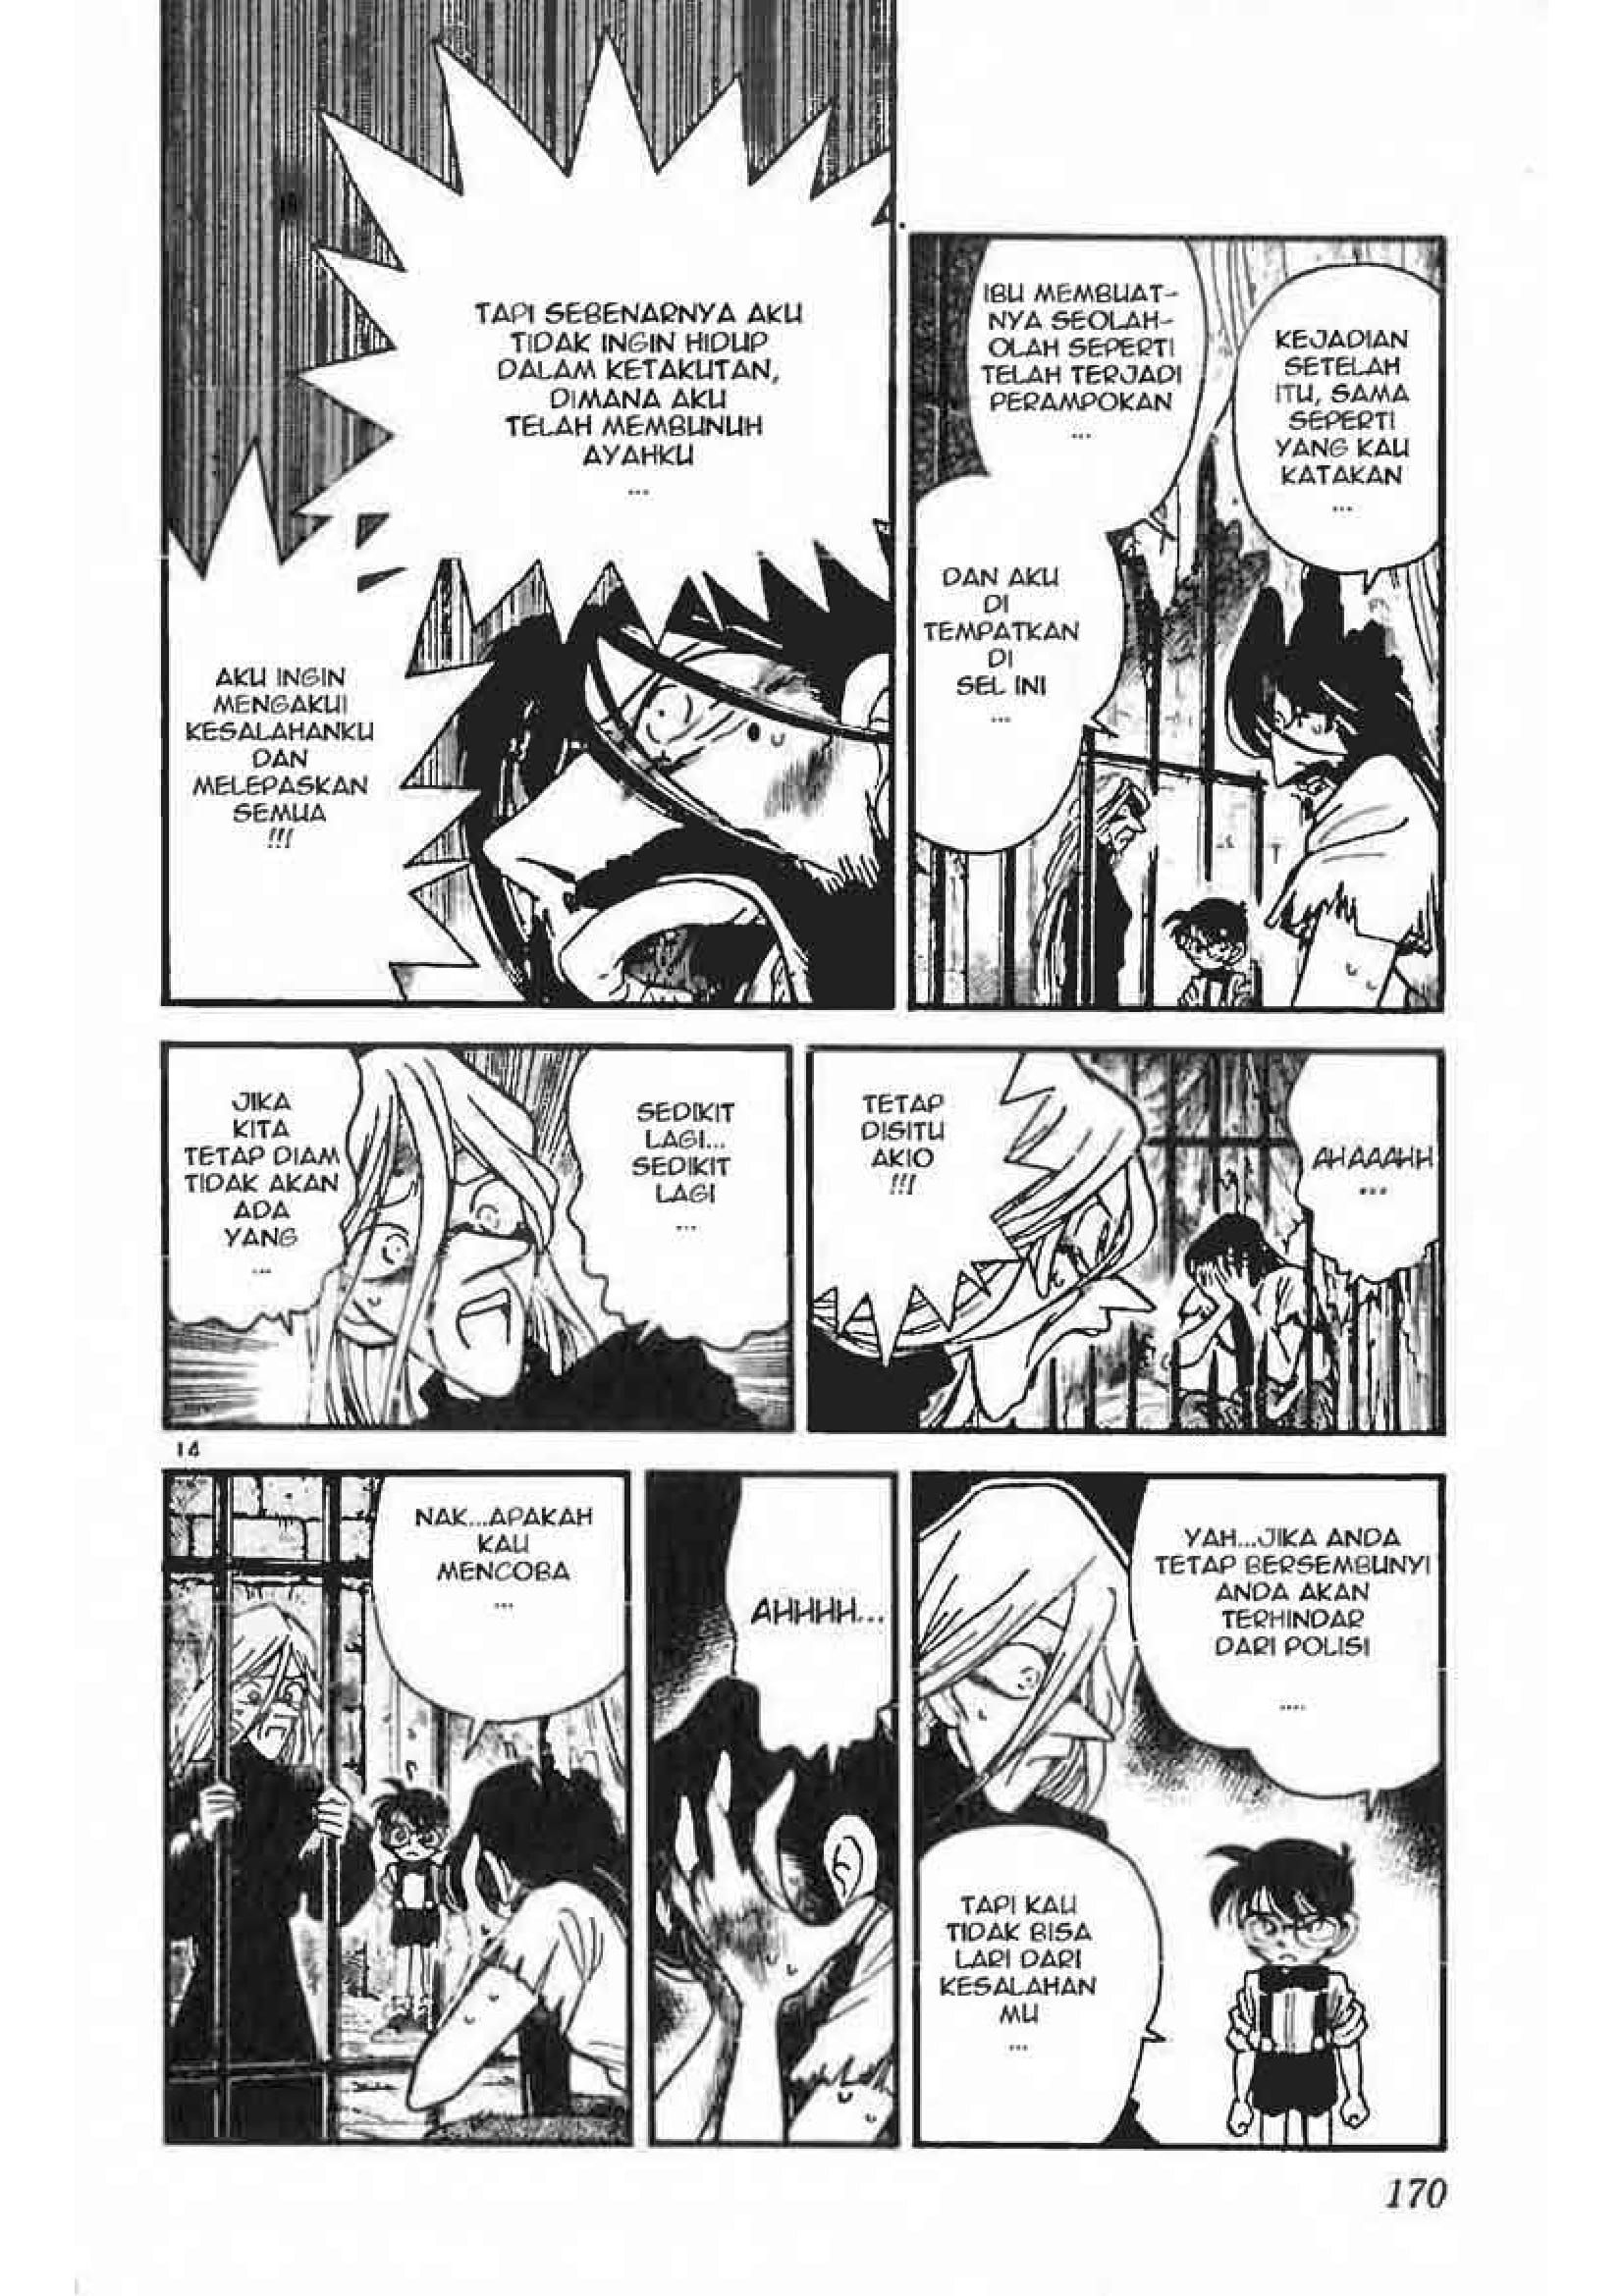 KEJADIAN
SETELAH
ITU, SAMA
SEPERTI
YANG KAU
KATAKAN
...
IBU MEMBUAT-
NYA SEOLAH-
OLAH SEPERTI
TELAH TERJADI
PERAMPOKAN
...
DAN AKU
DI
TEMPATKAN
DI
SEL INI
...
TAPI SEBENARNYA AKU
TIDAK INGIN HIDUP
DALAM KETAKUTAN,
DIMANA AKU
TELAH MEMBUNUH
AYAHKU
...
AKU INGIN
MENGAKUI
KESALAHANKU
DAN
MELEPASKAN
SEMUA
!!!
AHAAAHH
...
TETAP
DISITU
AKIO
!!!
SEDIKIT
LAGI...
SEDIKIT
LAGI
...
JIKA
KITA
TETAP DIAM
TIDAK AKAN
ADA
YANG
...
14
YAH...JIKA ANDA
TETAP BERSEMBUNYI
ANDA AKAN
TERHINDAR
DARI POLISI
....
TAPI KAU
TIDAK BISA
LARI DARI
KESALAHAN
MU
...
AHHHH...
NAK...APAKAH
KAU
MENCOBA
...
170